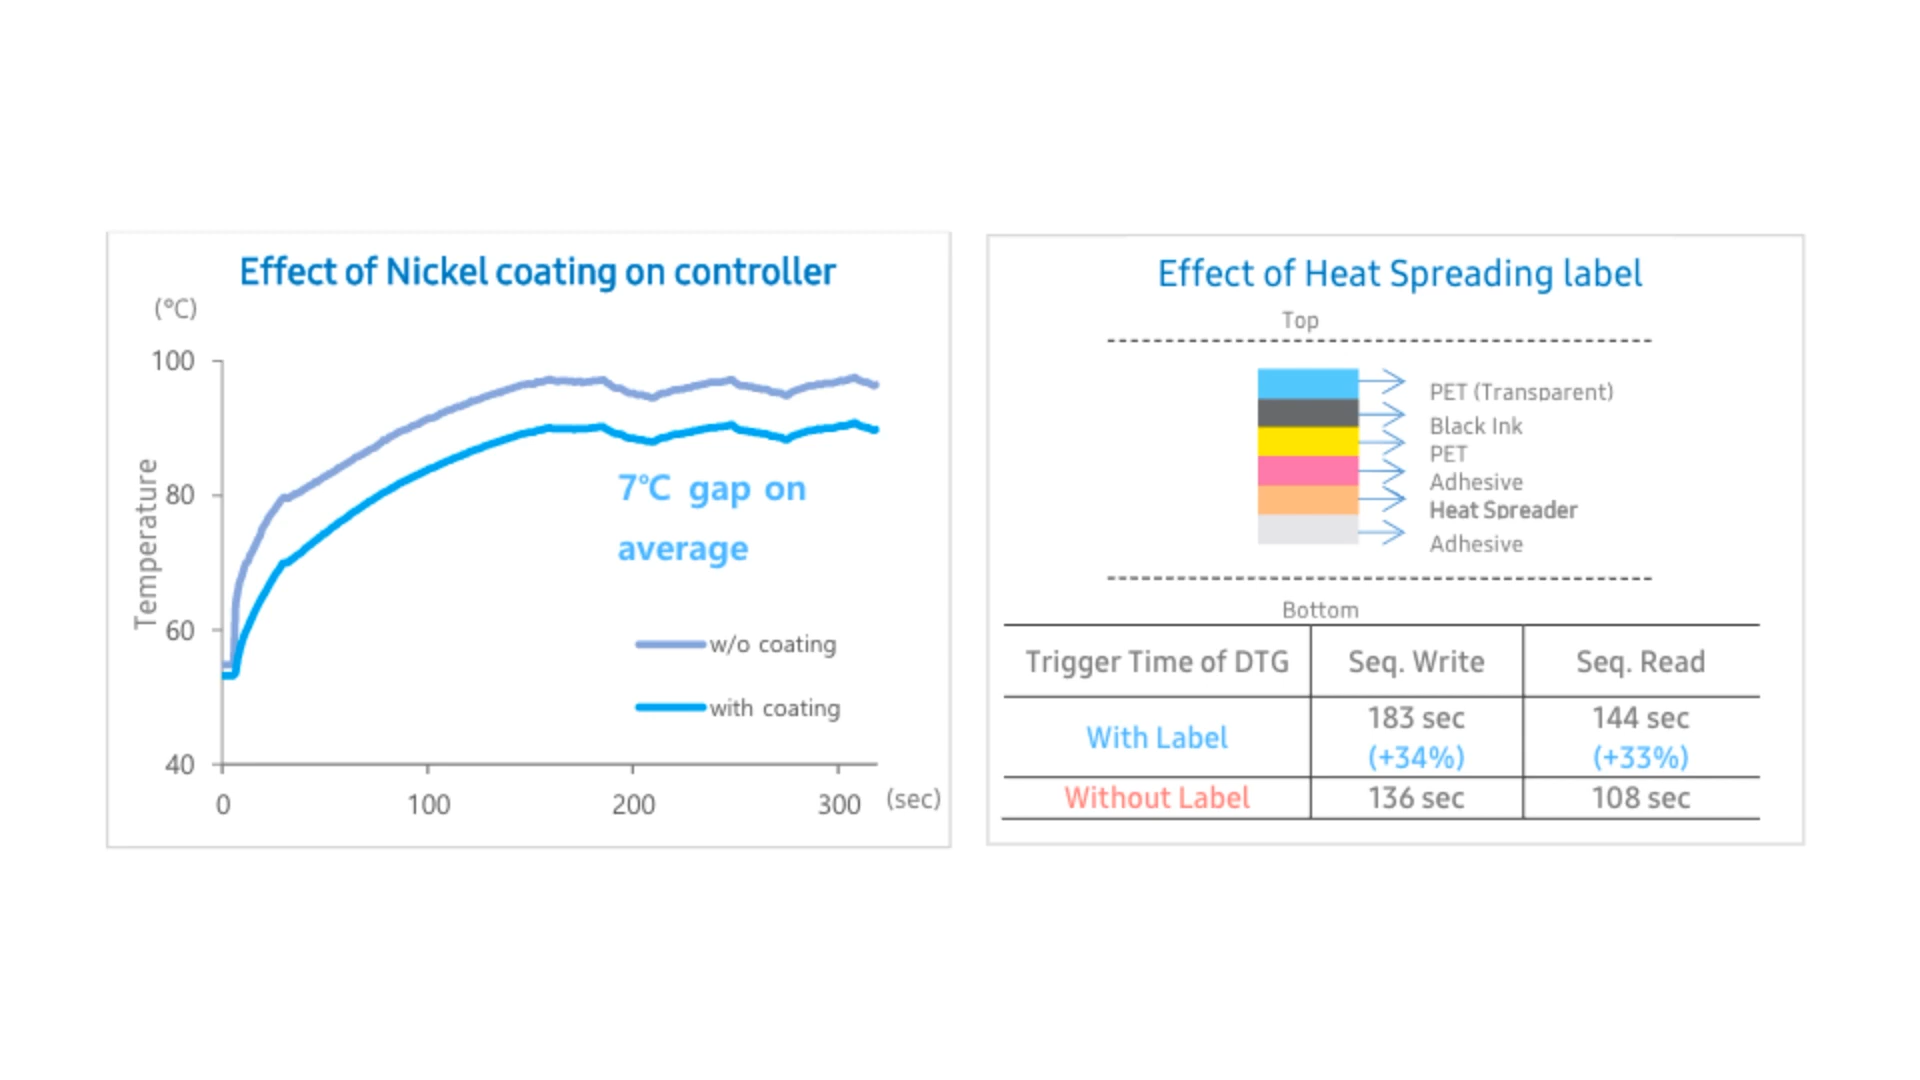 Effect of Nickel coating on controller
(°C)
100
80
60
40
Temperature
7°C gap on
average
w/o coating
with coating
0
100
200
300
(sec)
Effect of Heat Spreading label
Top
PET (Transparent)
Black Ink
PET
Adhesive
Heat Spreader
Adhesive
Bottom
Trigger Time of DTG Seq. Write Seq. Read
With Label 183 sec (+34%) 144 sec (+33%)
Without Label 136 sec 108 sec